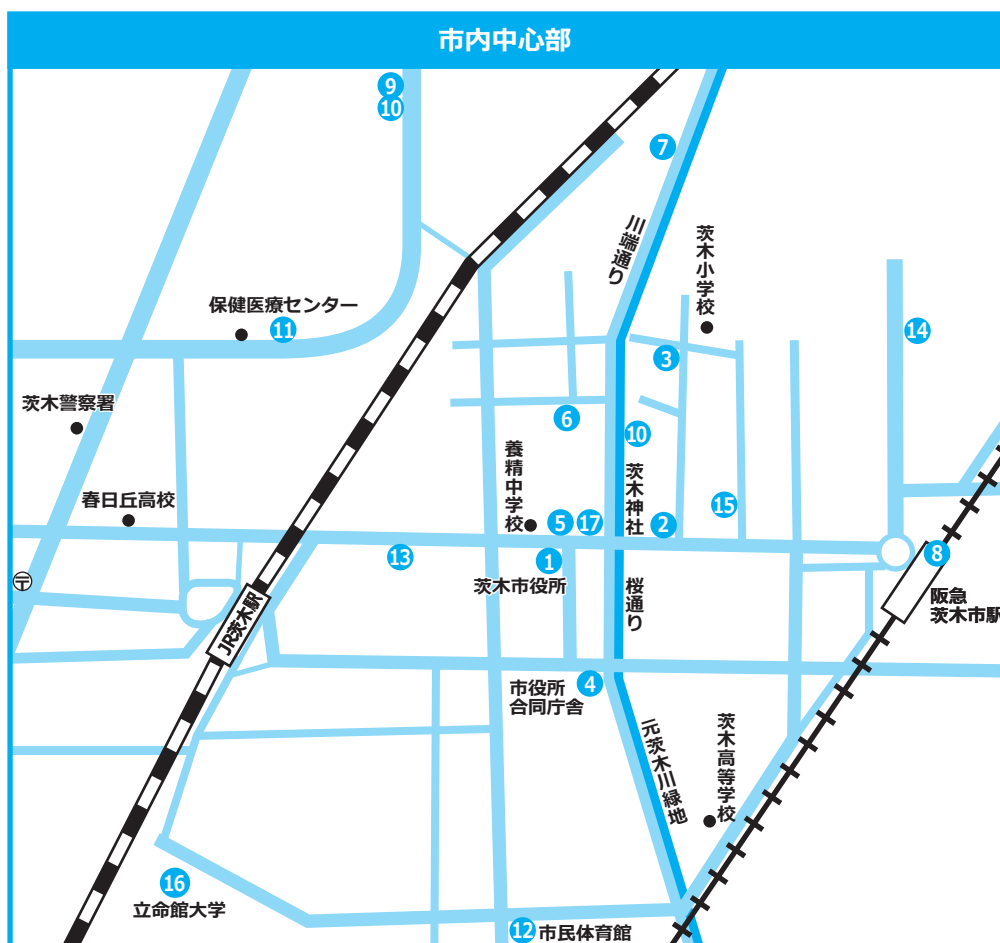 市内中心部
9
10
7
川端通り
茨木小学校
保健医療センター
11
14
3
茨木警察署
6
10
養精中学校
茨木神社
15
春日丘高校
5
17
2
13
1
8
〒
茨木市役所
桜通り
阪急
茨木市駅
JR茨木駅
市役所
合同庁舎
4
元茨木川緑地
茨木高等学校
16
立命館大学
12
市民体育館